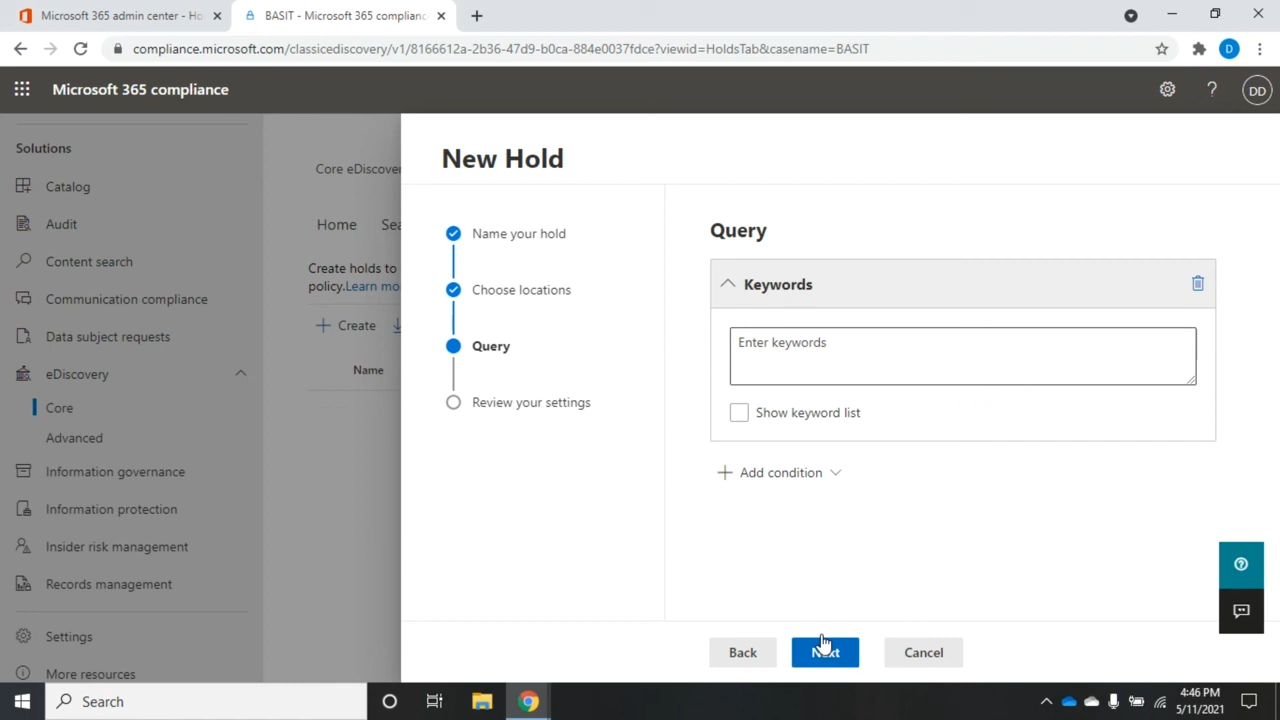 Microsoft 365 admin center - Ho
BASIT - Microsoft 365 complianc
compliance.microsoft.com/classicediscovery/v1/8166612a-2b36-47d9-b0ca-884e0037fdce?viewid=HoldsTab&casename=BASIT
D
Microsoft 365 compliance
DD
Solutions
Catalog
Audit
Content search
Communication compliance
Data subject requests
eDiscovery
Core
Advanced
Information governance
Information protection
Insider risk management
Records management
Settings
More resources
Core eDiscover
Home Sea
Create holds to
policy.Learn mo
Create
Name
New Hold
Name your hold
Choose locations
Query
Review your settings
Query
Keywords
Enter keywords
Show keyword list
Add condition
Back Next Cancel
Search
4:46 PM
5/11/2021